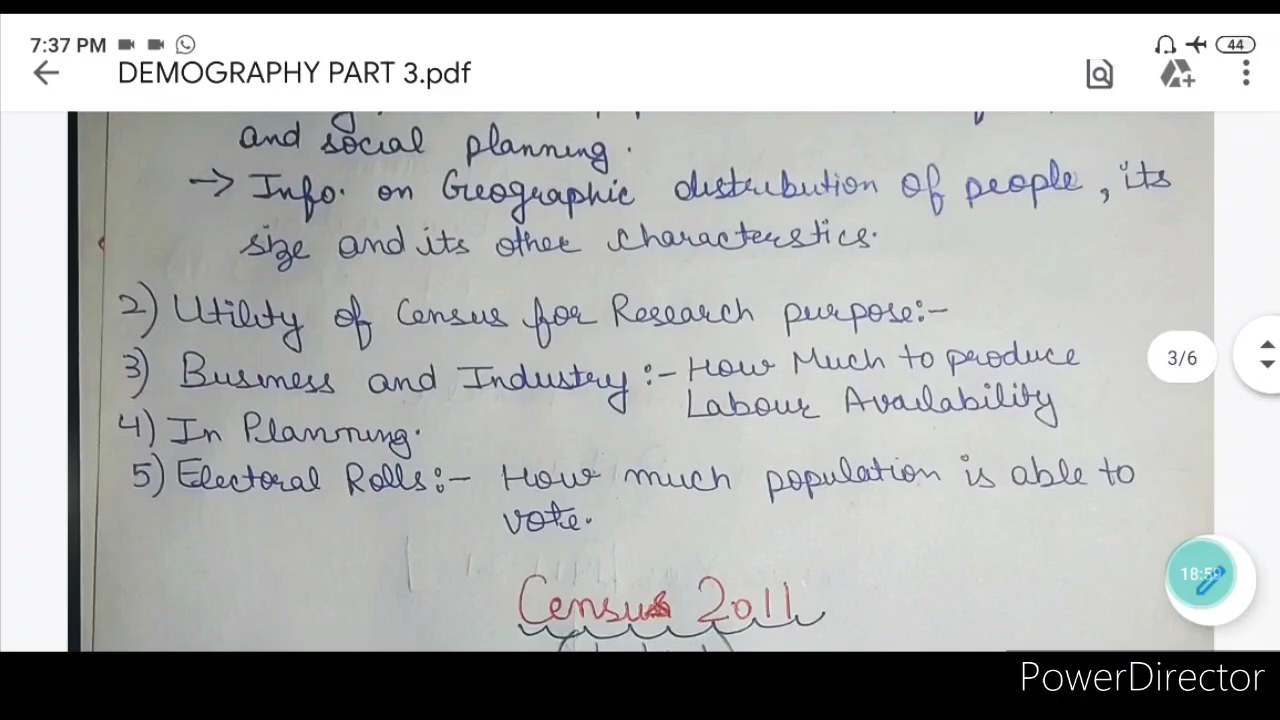 7:37 PM
44
DEMOGRAPHY PART 3.pdf
and social planning.
→ Info. on Geographic distribution of people, its
size and its other characterstics.
2) Utility of Census for Research purpose:-
3) Business and Industry :- How Much to produce
Labour Availability
3/6
4) In Planning.
5) Electoral Rolls:- How much population is able to
vote.
18:59
Census 2011
PowerDirector